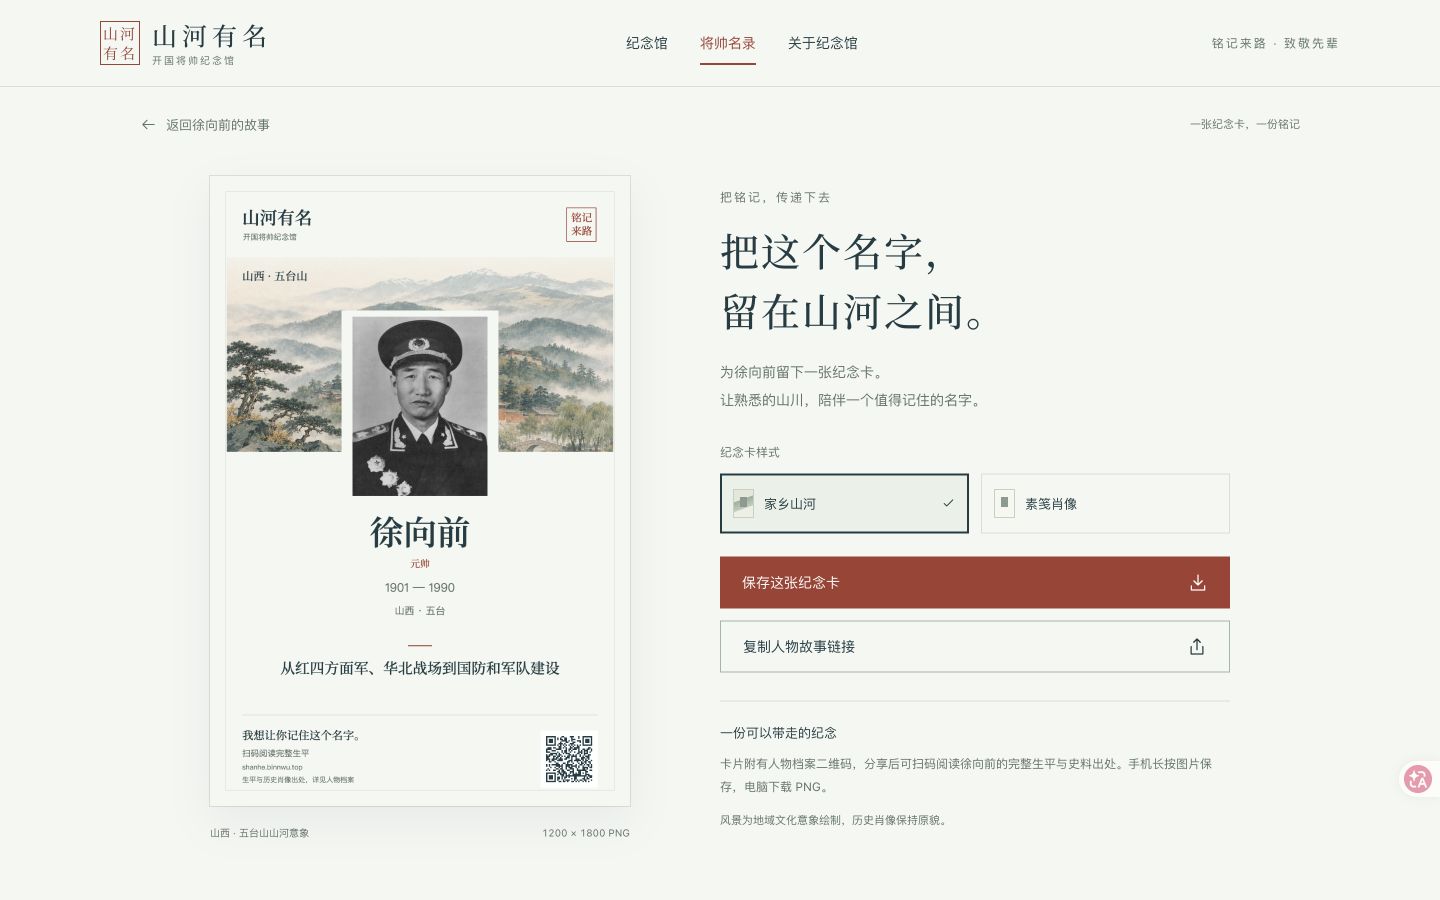 山河
有名
山河有名
开国将帅纪念馆
纪念馆
将帅名录
关于纪念馆
铭记来路 · 致敬先辈
返回徐向前的故事
一张纪念卡，一份铭记
山河有名
开国将帅纪念馆
铭记
来路
山西 · 五台山
徐向前
元帅
1901 — 1990
山西 · 五台
从红四方面军、华北战场到国防和军队建设
我想让你记住这个名字。
扫码阅读完整生平
shanhe.binnwu.top
生平与历史肖像出处，详见人物档案
山西 · 五台山山河意象
1200 × 1800 PNG
把铭记，传递下去
把这个名字，
留在山河之间。
为徐向前留下一张纪念卡。
让熟悉的山川，陪伴一个值得记住的名字。
纪念卡样式
家乡山河
素笺肖像
保存这张纪念卡
复制人物故事链接
一份可以带走的纪念
卡片附有人物档案二维码，分享后可扫码阅读徐向前的完整生平与史料出处。手机长按图片保
存，电脑下载 PNG。
风景为地域文化意象绘制，历史肖像保持原貌。